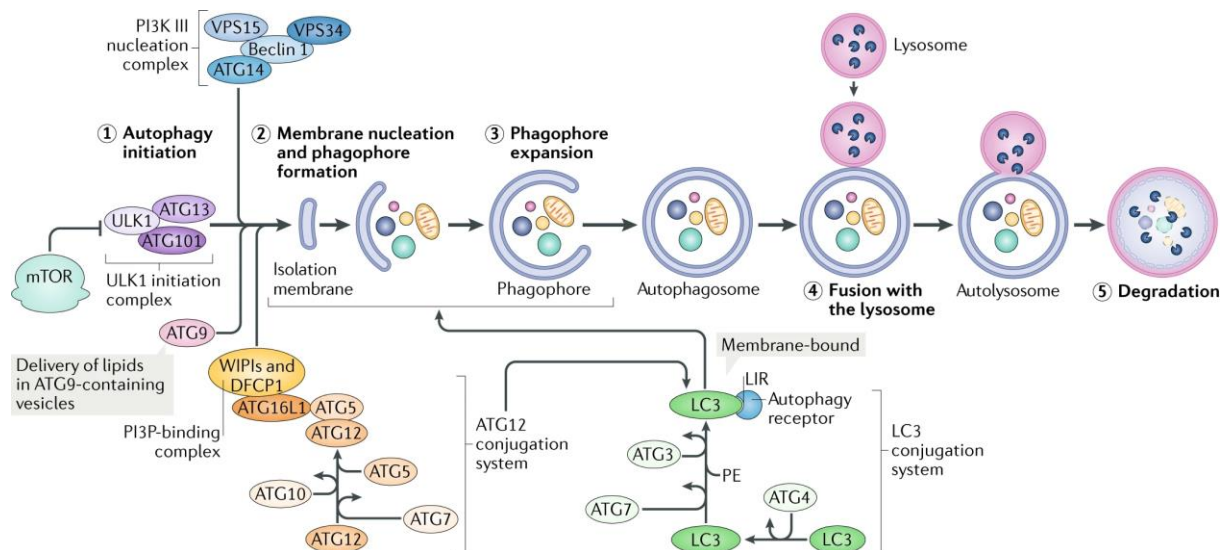 PI3K III
nucleation
complex
VPS15
VPS34
Beclin 1
ATG14
Lysosome
① Autophagy
initiation
② Membrane nucleation
and phagophore
formation
③ Phagophore
expansion
ULK1
ATG13
ATG101
mTOR
ULK1 initiation
complex
Isolation
membrane
Phagophore
Autophagosome
④ Fusion with
the lysosome
Autolysosome
⑤ Degradation
ATG9
Delivery of lipids
in ATG9-containing
vesicles
WIPIs and
DFCP1
ATG16L1
ATG5
ATG12
PI3P-binding
complex
ATG5
ATG10
ATG7
ATG12
ATG12
conjugation
system
Membrane-bound
LC3
LIR
Autophagy
receptor
ATG3
PE
ATG7
ATG4
LC3
LC3
LC3
conjugation
system